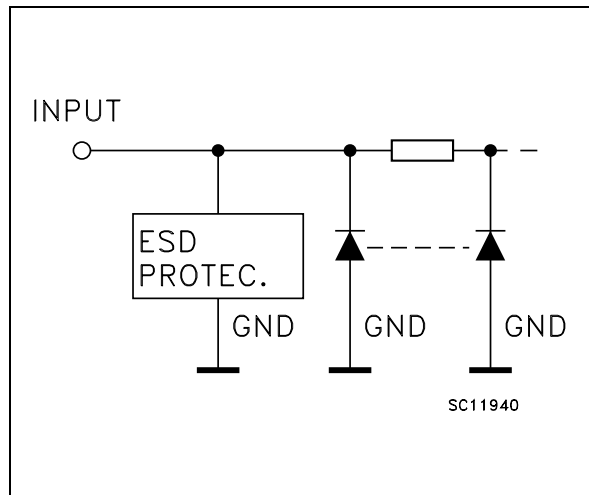 INPUT
ESD
PROTEC.
GND
GND
GND
SC11940